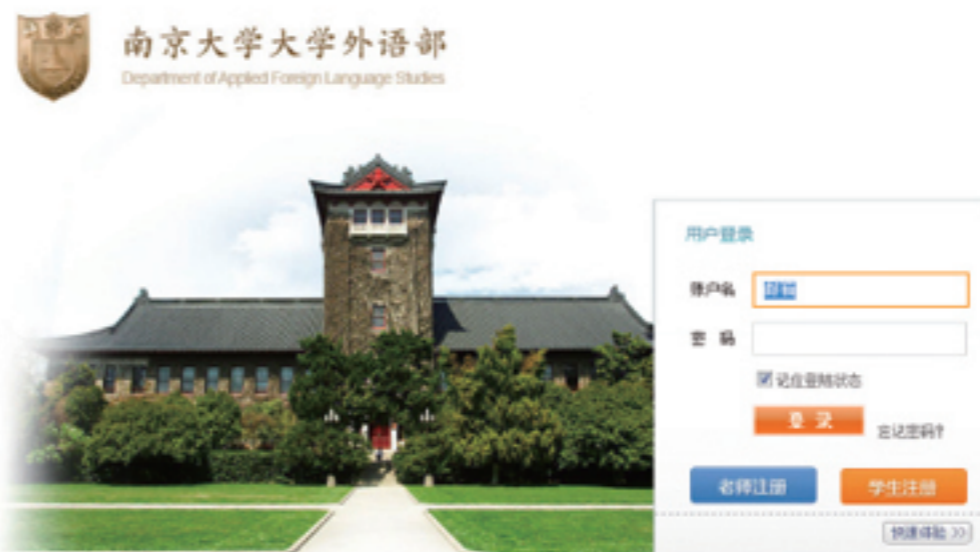 南京大学大学外语部
Department of Applied Foreign Language Studies
用户登录
账户名
密 码
记住登陆状态
登 录
忘记密码?
老师注册
学生注册
快速体验 >>